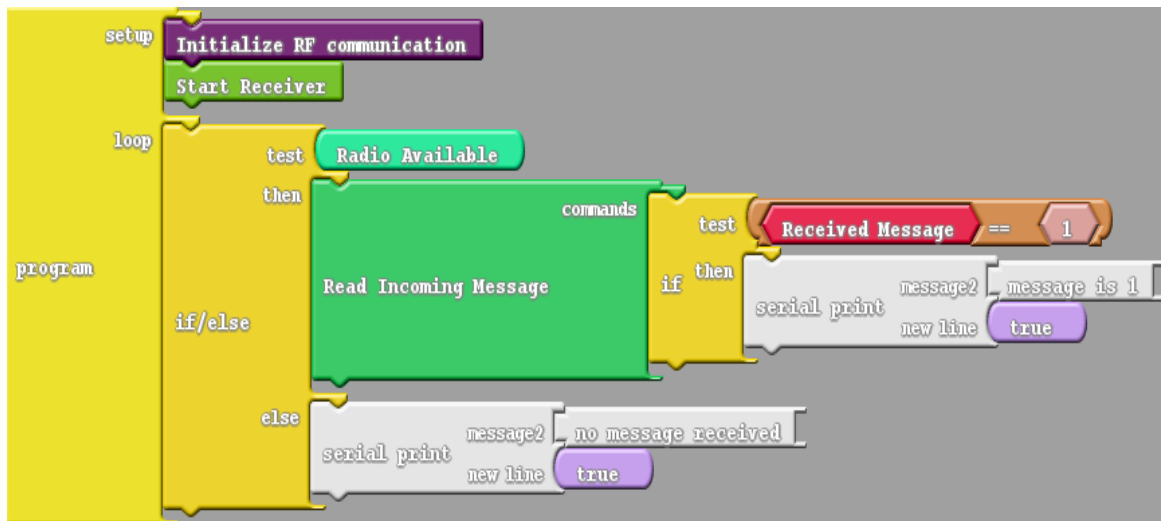 setup
Initialize RF communication
Start Receiver
loop
test
Radio Available
then
commands
test
Received Message == 1
program
Read Incoming Message
if
then
message2
message is 1
serial print
if/else
new line
true
else
message2
no message received
serial print
new line
true